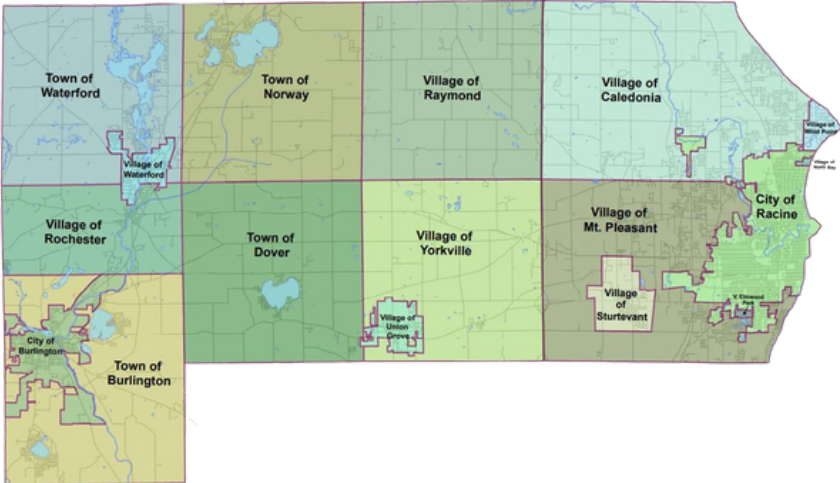 Town of
Waterford
Town of
Norway
Village of
Raymond
Village of
Caledonia
Village of
Wind Point
Village of
North Bay
Village of
Waterford
Village of
Rochester
Town of
Dover
Village of
Yorkville
Village of
Mt. Pleasant
City of
Racine
Village
of
Sturtevant
V. Elmwood
Park
Village of
Union
Grove
City of
Burlington
Town of
Burlington